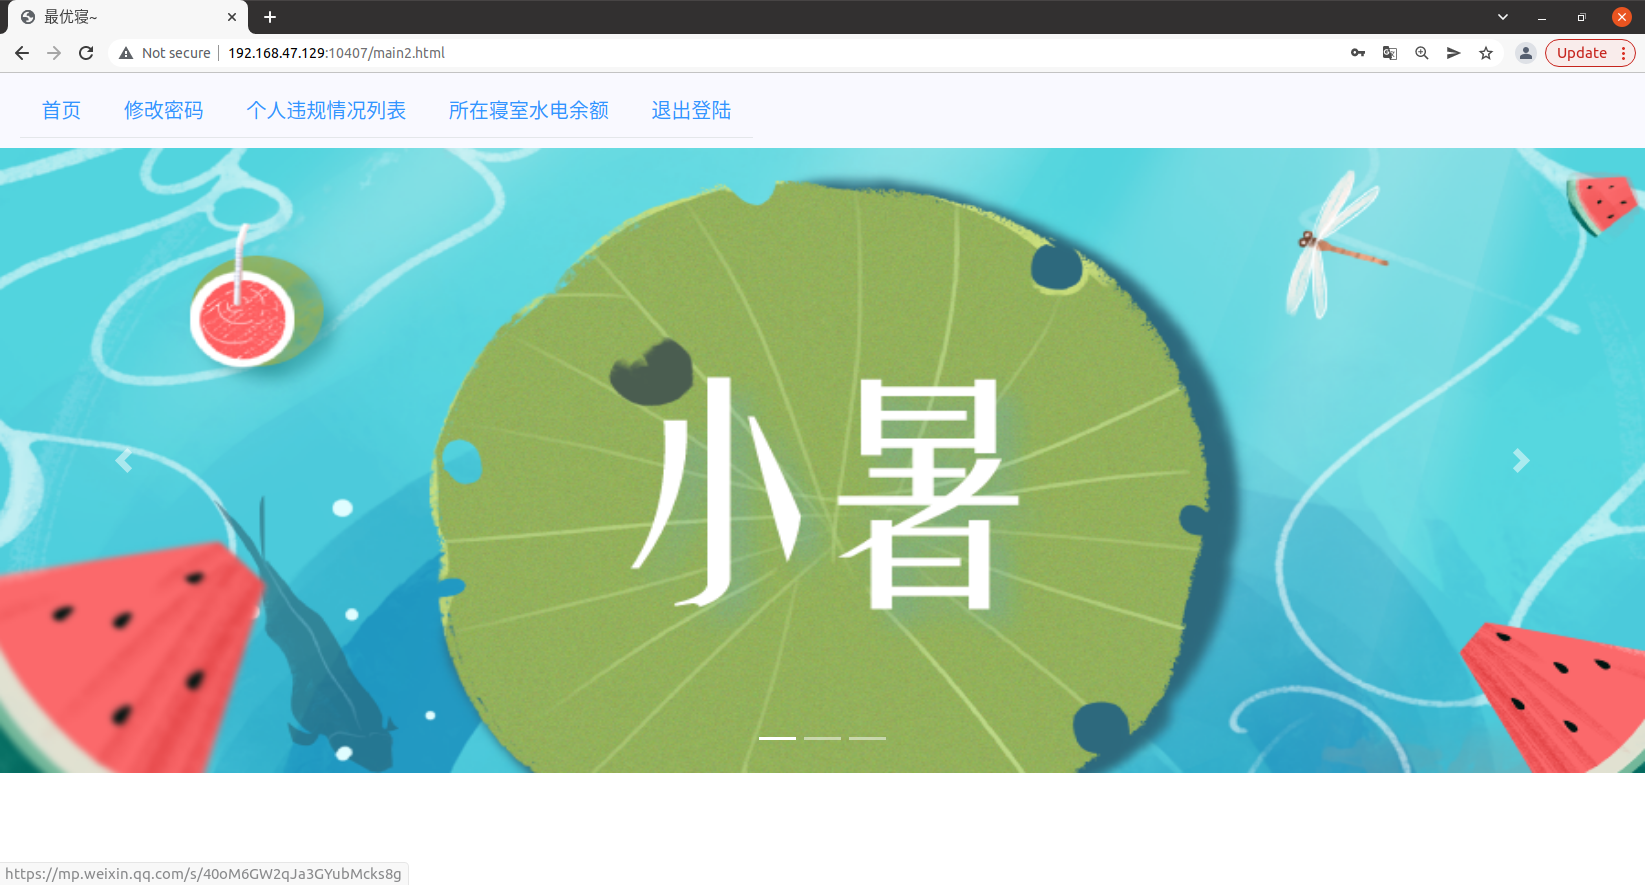 最优寝~
Not secure
192.168.47.129:10407/main2.html
Update
首页 修改密码 个人违规情况列表 所在寝室水电余额 退出登陆
小暑
https://mp.weixin.qq.com/s/40oM6GW2qJa3GYubMcks8g